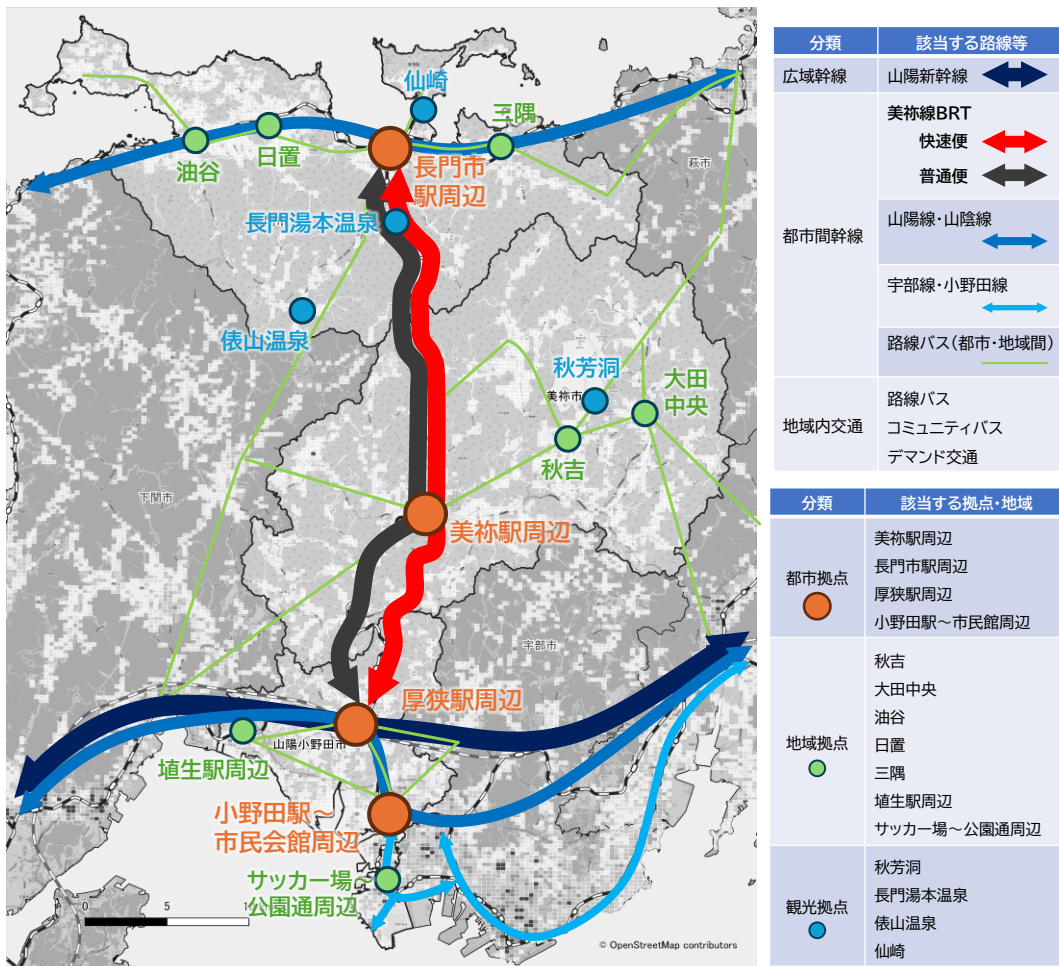 仙崎
三隅
日置
油谷
長門市
駅周辺
萩市
長門湯本温泉
俵山温泉
秋芳洞
美祢市
大田
中央
秋吉
下関市
美祢駅周辺
宇部市
厚狭駅周辺
山陽小野田市
埴生駅周辺
小野田駅～
市民会館周辺
サッカー場～
公園通周辺
0 5 1
© OpenStreetMap contributors
分類 該当する路線等
広域幹線 山陽新幹線
都市間幹線
美祢線BRT
快速便
普通便
山陽線・山陰線
宇部線・小野田線
路線バス（都市・地域間）
地域内交通
路線バス
コミュニティバス
デマンド交通
分類 該当する拠点・地域
都市拠点
美祢駅周辺
長門市駅周辺
厚狭駅周辺
小野田駅～市民館周辺
地域拠点
秋吉
大田中央
油谷
日置
三隅
埴生駅周辺
サッカー場～公園通周辺
観光拠点
秋芳洞
長門湯本温泉
俵山温泉
仙崎